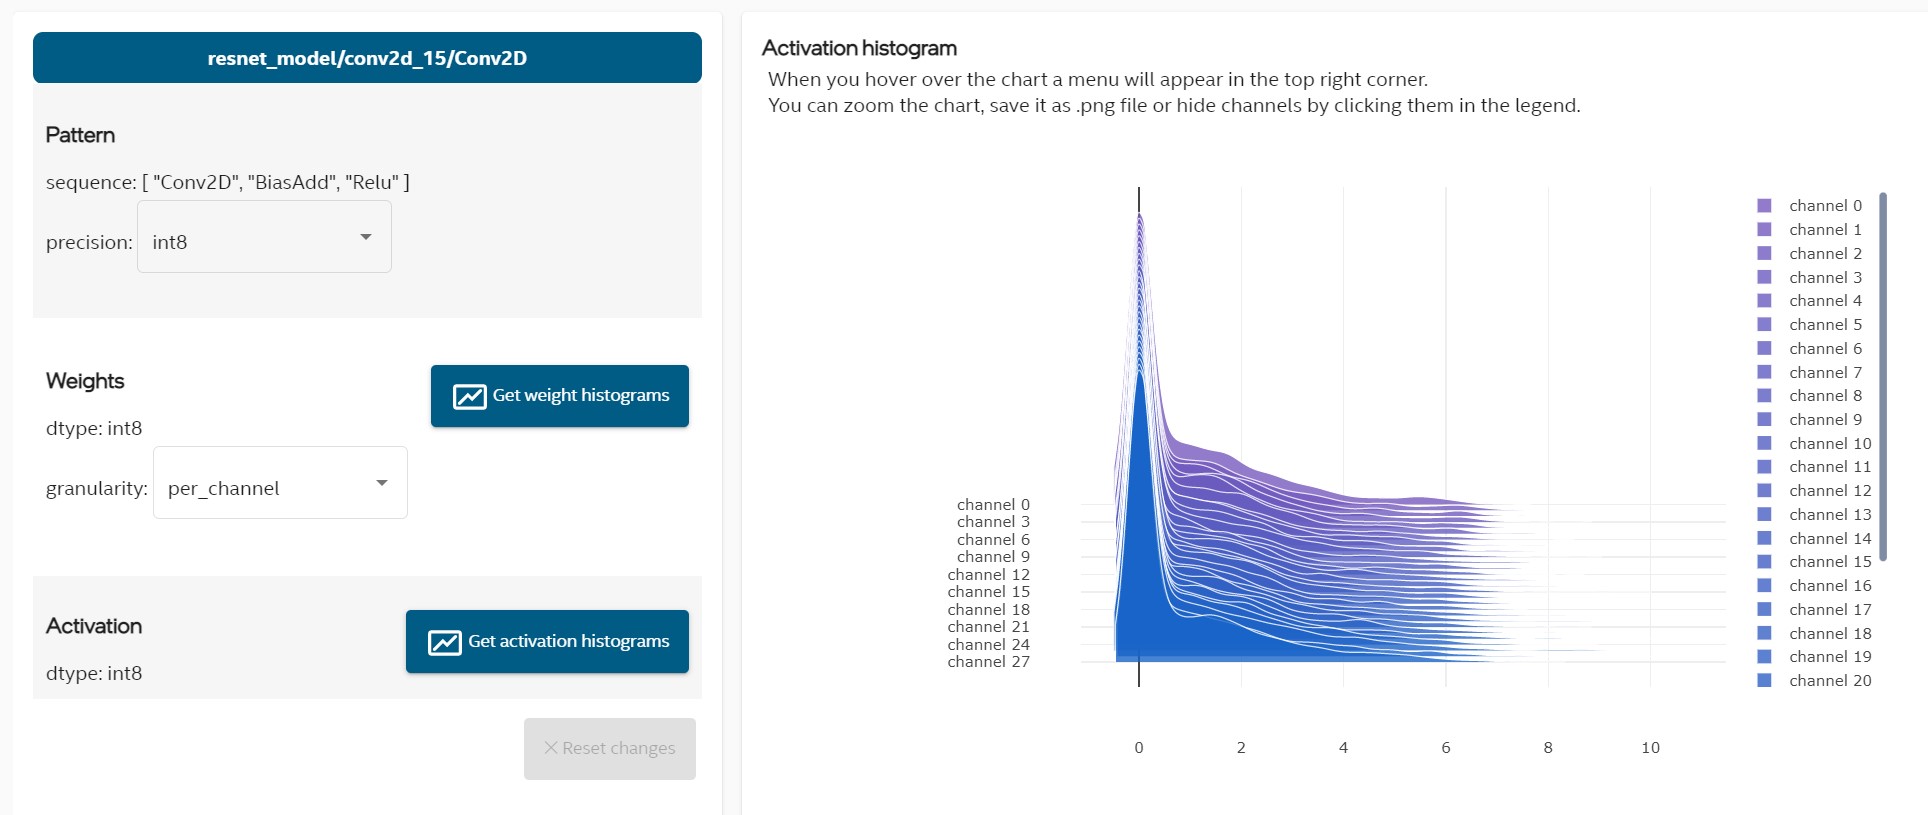 resnet_model/conv2d_15/Conv2D
Pattern
sequence: [ "Conv2D", "BiasAdd", "Relu" ]
precision: int8
Weights
Get weight histograms
dtype: int8
granularity: per_channel
Activation
Get activation histograms
dtype: int8
Reset changes
Activation histogram
When you hover over the chart a menu will appear in the top right corner.
You can zoom the chart, save it as .png file or hide channels by clicking them in the legend.
channel 0
channel 3
channel 6
channel 9
channel 12
channel 15
channel 18
channel 21
channel 24
channel 27
0 2 4 6 8 10
channel 0
channel 1
channel 2
channel 3
channel 4
channel 5
channel 6
channel 7
channel 8
channel 9
channel 10
channel 11
channel 12
channel 13
channel 14
channel 15
channel 16
channel 17
channel 18
channel 19
channel 20